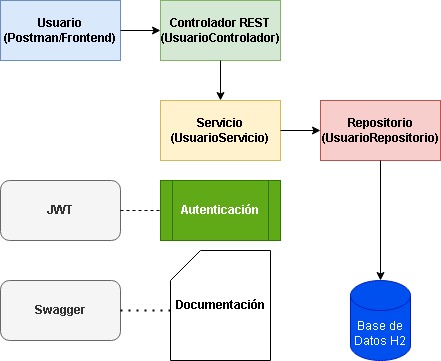 Usuario
(Postman/Frontend)
Controlador REST
(UsuarioControlador)
Servicio
(UsuarioServicio)
Repositorio
(UsuarioRepositorio)
JWT
Autenticación
Swagger
Documentación
Base de
Datos H2